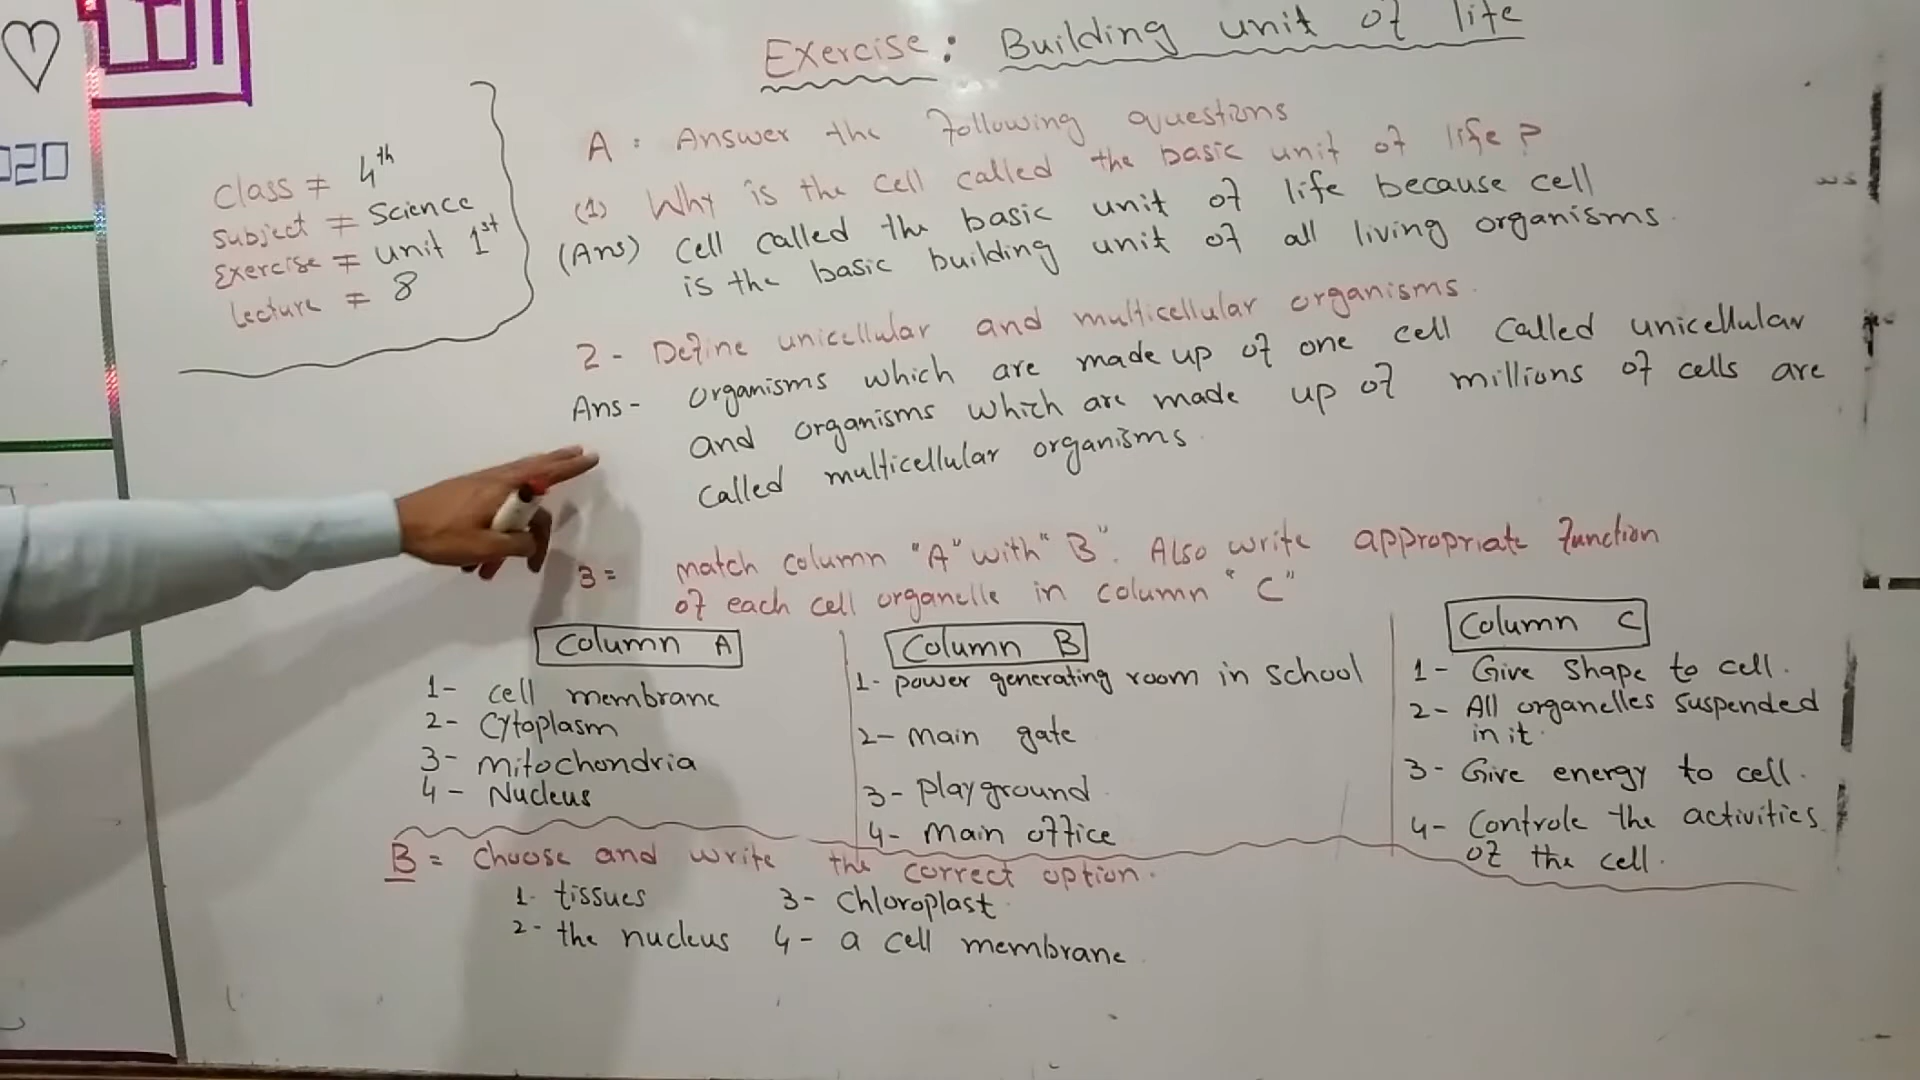 Exercise: Building unit of life
020
Class = 4th
Subject = Science
Exercise = unit 1st
Lecture = 8
A: Answer the following questions
(1) Why is the cell called the basic unit of life?
(Ans) Cell called the basic unit of life because cell
is the basic building unit of all living organisms.
2- Define unicellular and multicellular organisms.
Ans- Organisms which are made up of one cell called unicellular
and organisms which are made up of millions of cells are
called multicellular organisms.
3= match column "A" with "B". Also write appropriate function
of each cell organelle in column "C"
Column A
1- cell membrane
2- Cytoplasm
3- mitochondria
4- Nucleus
Column B
1- power generating room in school
2- main gate
3- playground
4- main office
Column C
1- Give shape to cell.
2- All organelles suspended
in it.
3- Give energy to cell.
4- Controle the activities
of the cell.
B= Choose and write the correct option.
1- tissues 3- Chloroplast.
2- the nucleus 4- a cell membrane